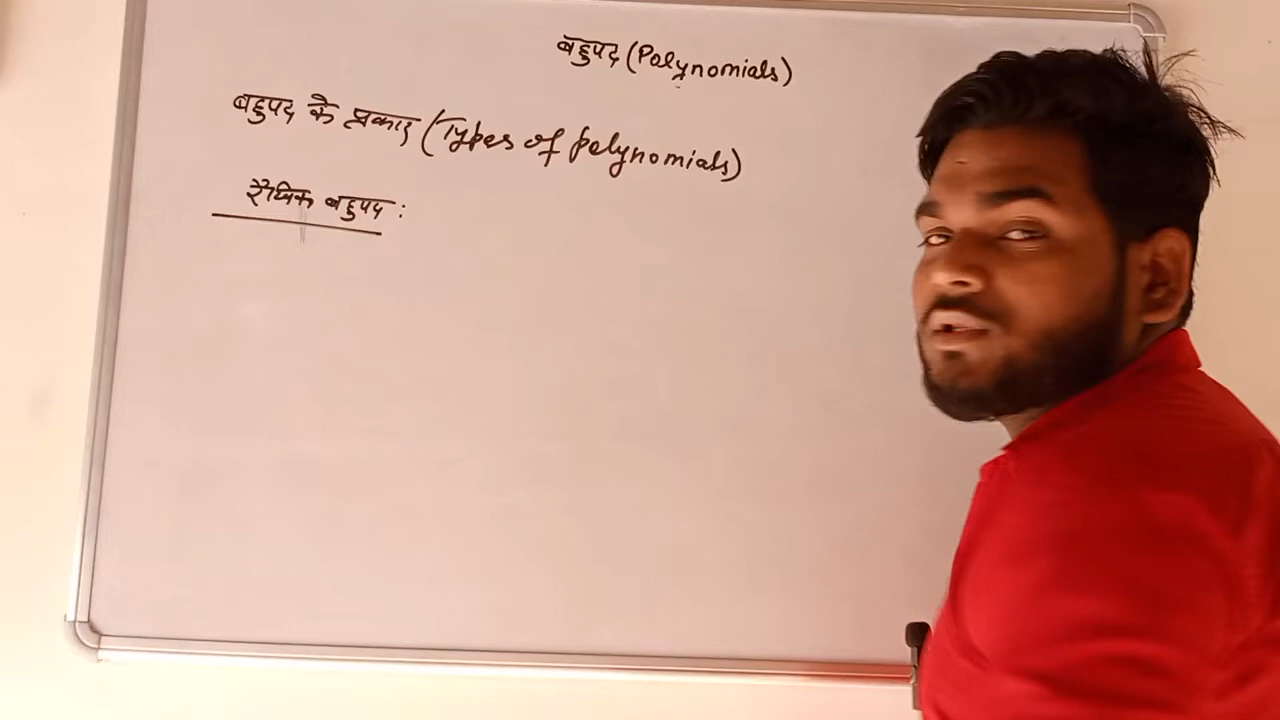 बहुपद (Polynomials)
बहुपद के प्रकार (Types of polynomials)
रैखिक बहुपद :